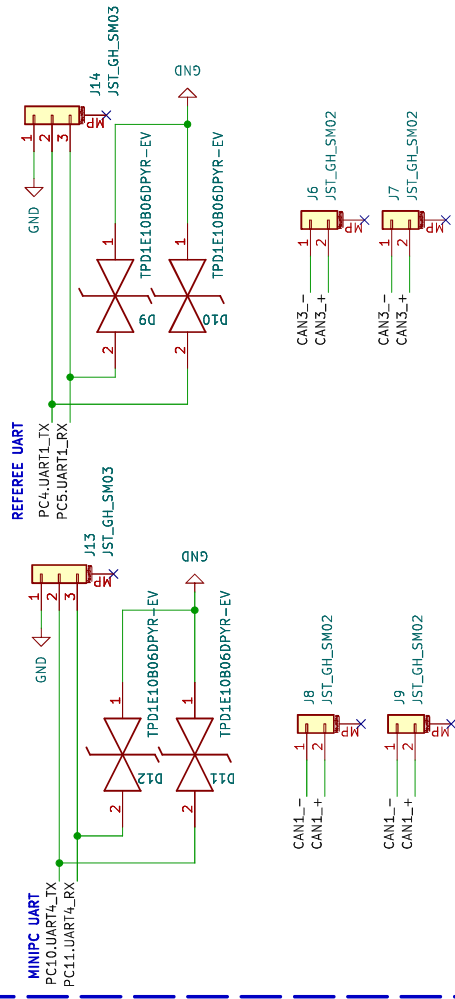 REFEREE UART
PC4.UART1_TX
PC5.UART1_RX
GND
1
2
3
MP
J14
JST_GH_SM03
GND
1
2
D9
TPD1E10B06DPYR-EV
1
2
D10
TPD1E10B06DPYR-EV
CAN3_-
CAN3_+
1
2
MP
J6
JST_GH_SM02
CAN3_-
CAN3_+
1
2
MP
J7
JST_GH_SM02
MINIPC UART
PC10.UART4_TX
PC11.UART4_RX
GND
1
2
3
MP
J13
JST_GH_SM03
GND
1
2
D12
TPD1E10B06DPYR-EV
1
2
D11
TPD1E10B06DPYR-EV
CAN1_-
CAN1_+
1
2
MP
J8
JST_GH_SM02
CAN1_-
CAN1_+
1
2
MP
J9
JST_GH_SM02